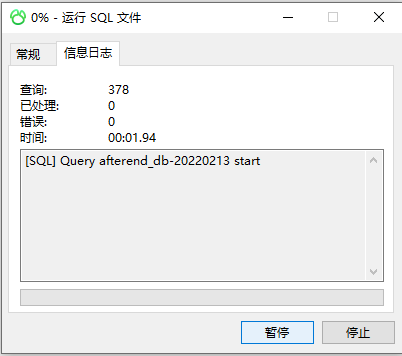 0% - 运行 SQL 文件
常规 信息日志
查询: 378
已处理: 0
错误: 0
时间: 00:01.94
[SQL] Query afterend_db-20220213 start
暂停 停止